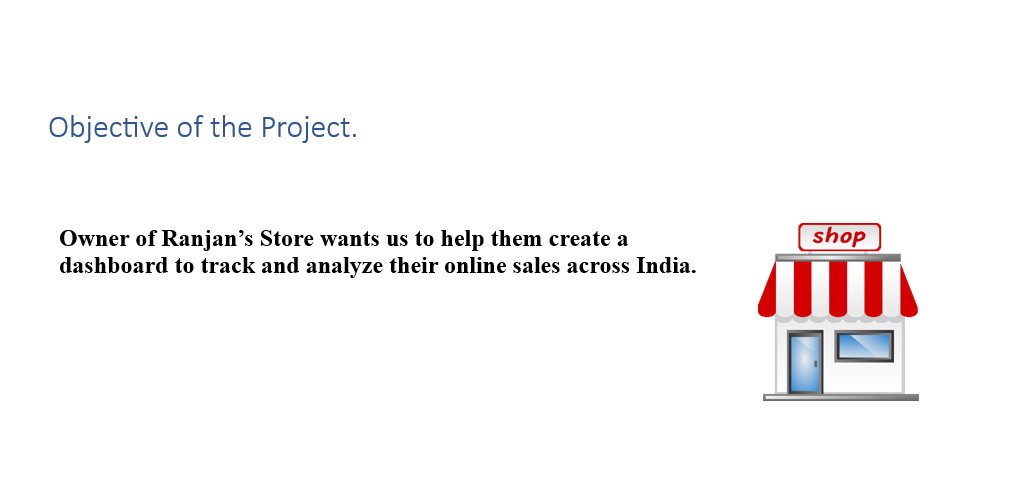 Objective of the Project.
Owner of Ranjan’s Store wants us to help them create a
dashboard to track and analyze their online sales across India.
shop